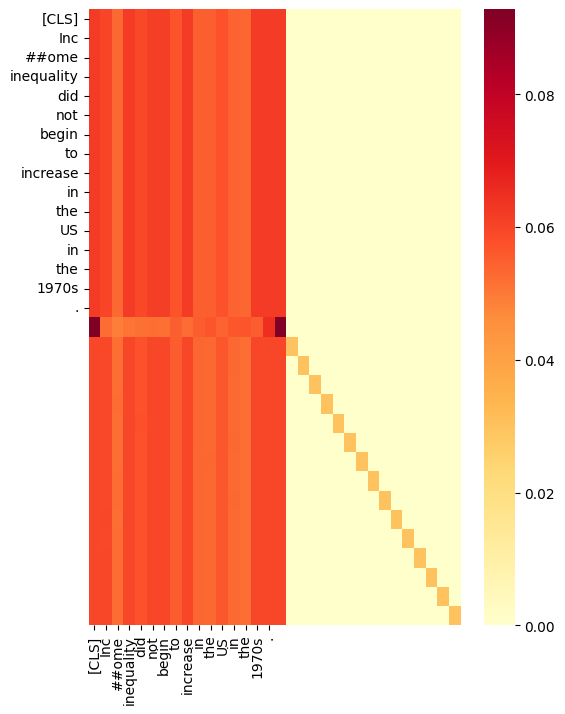 [CLS]
Inc
##ome
inequality
did
not
begin
to
increase
in
the
US
in
the
1970s
.
0.08
0.06
0.04
0.02
0.00
[CLS]
Inc
##ome
inequality
did
not
begin
to
increase
in
the
US
in
the
1970s
.